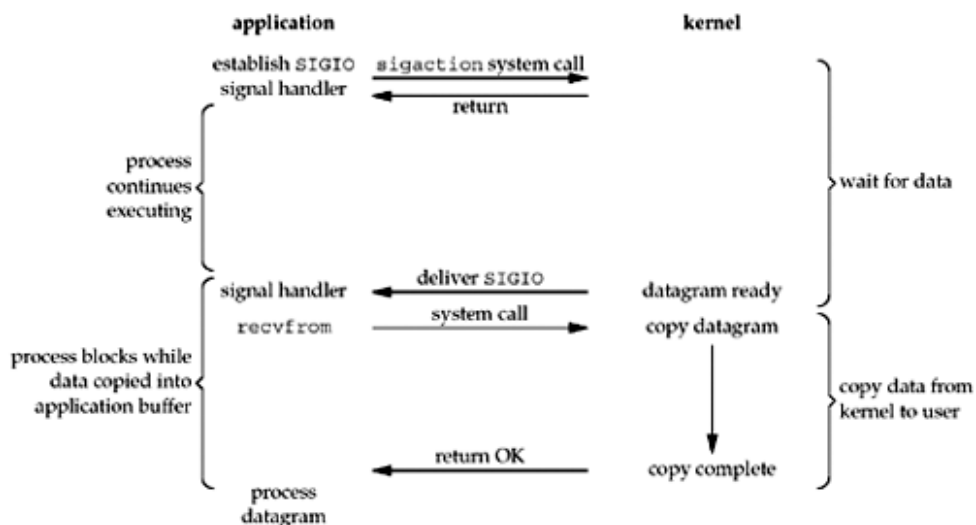 application kernel
establish SIGIO sigaction system call
signal handler
return
process
continues
executing
wait for data
deliver SIGIO
signal handler datagram ready
system call
recvfrom copy datagram
process blocks while
data copied into
application buffer
copy data from
kernel to user
return OK
copy complete
process
datagram